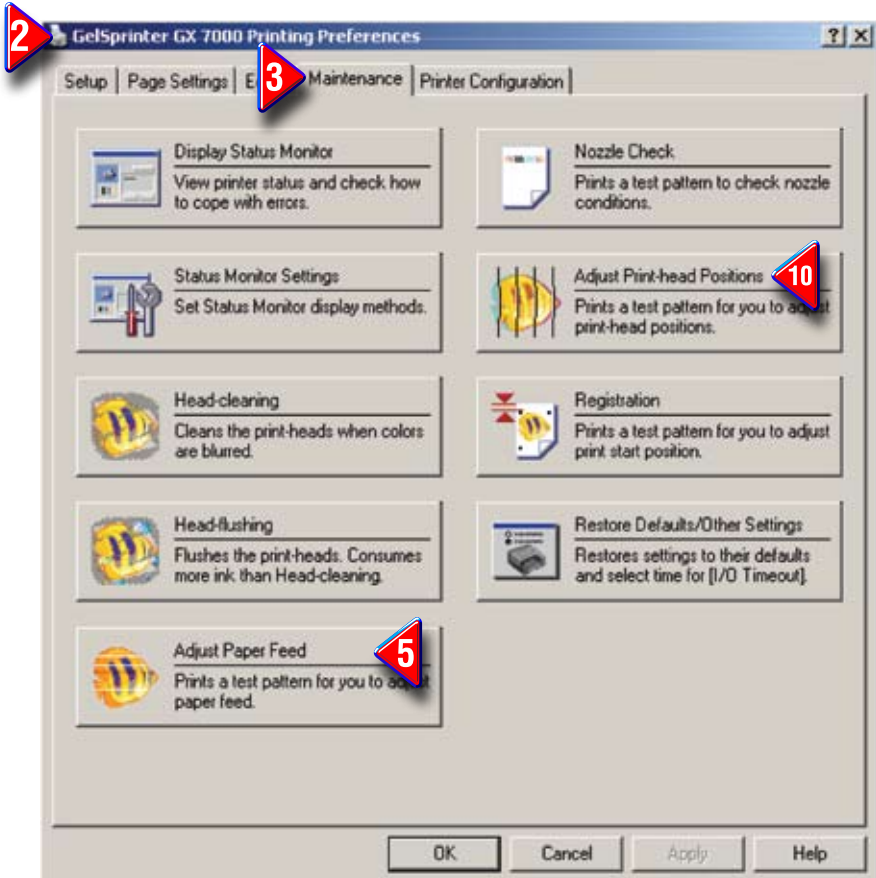 2
GelSprinter GX 7000 Printing Preferences
Setup
Page Settings
3
Maintenance
Printer Configuration
Display Status Monitor
View printer status and check how
to cope with errors.
Nozzle Check
Prints a test pattern to check nozzle
conditions.
Status Monitor Settings
Set Status Monitor display methods.
Adjust Print-head Positions
10
Prints a test pattern for you to adjust
print-head positions.
Head-cleaning
Cleans the print-heads when colors
are blurred.
Registration
Prints a test pattern for you to adjust
print start position.
Head-flushing
Flushes the print-heads. Consumes
more ink than Head-cleaning.
Restore Defaults/Other Settings
Restores settings to their defaults
and select time for [I/O Timeout].
Adjust Paper Feed
5
Prints a test pattern for you to adjust
paper feed.
OK
Cancel
Apply
Help